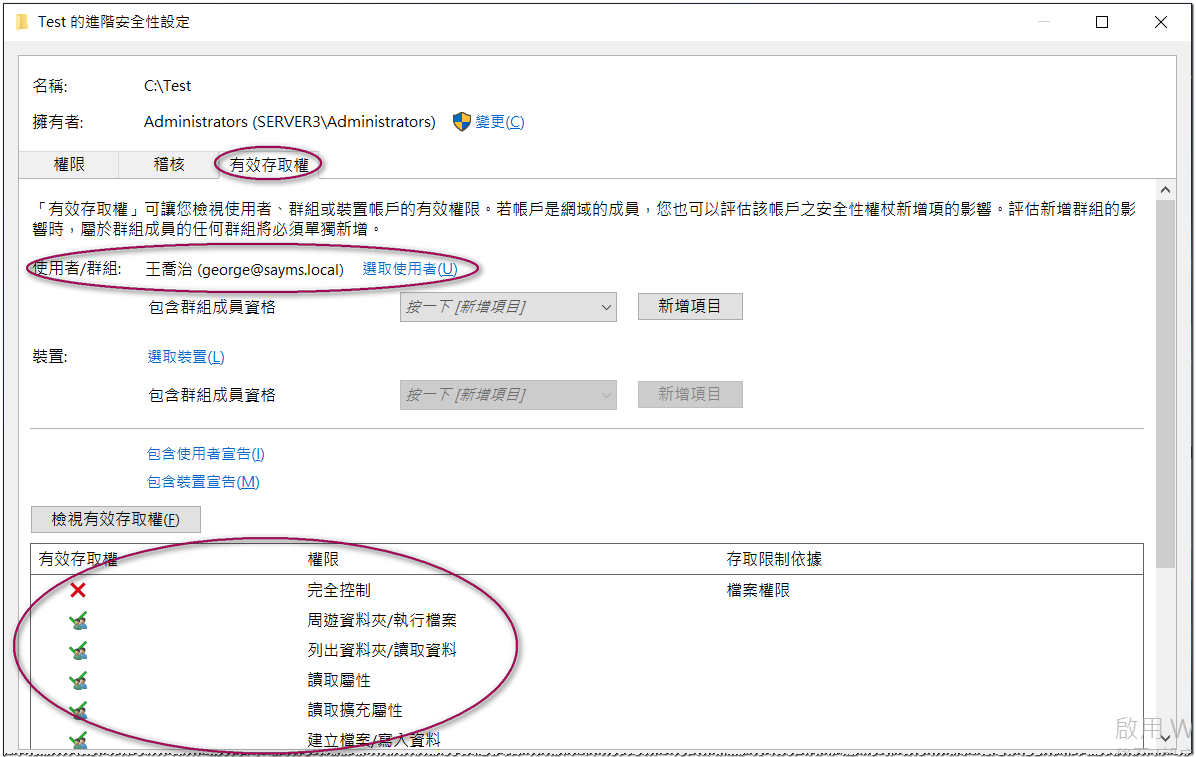 Test 的進階安全性設定
名稱: C:\Test
擁有者: Administrators (SERVER3\Administrators) 變更(C)
權限 稽核 有效存取權
「有效存取權」可讓您檢視使用者、群組或裝置帳戶的有效權限。若帳戶是網域的成員，您也可以評估該帳戶之安全性權杖新增項的影響。評估新增群組的影
響時，屬於群組成員的任何群組將必須單獨新增。
使用者/群組: 王喬治 (george@sayms.local) 選取使用者(U)
包含群組成員資格 按一下 [新增項目] 新增項目
裝置: 選取裝置(L)
包含群組成員資格 按一下 [新增項目] 新增項目
包含使用者宣告(I)
包含裝置宣告(M)
檢視有效存取權(F)
有效存取權 權限 存取限制依據
完全控制 檔案權限
周遊資料夾/執行檔案
列出資料夾/讀取資料
讀取屬性
讀取擴充屬性
建立檔案/寫入資料
啟用 W